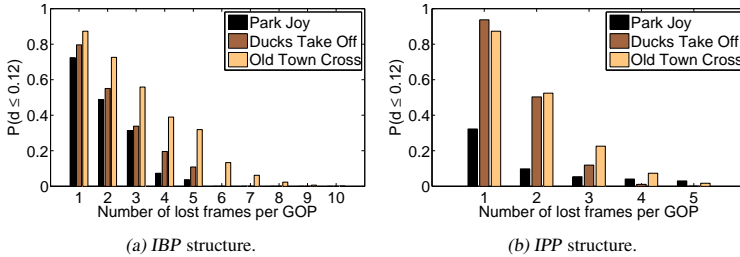 1
0.8
0.6
0.4
0.2
0
P(d ≤ 0.12)
Park Joy
Ducks Take Off
Old Town Cross
1 2 3 4 5 6 7 8 9 10
Number of lost frames per GOP
(a) IBP structure.
1
0.8
0.6
0.4
0.2
0
P(d ≤ 0.12)
Park Joy
Ducks Take Off
Old Town Cross
1 2 3 4 5
Number of lost frames per GOP
(b) IPP structure.